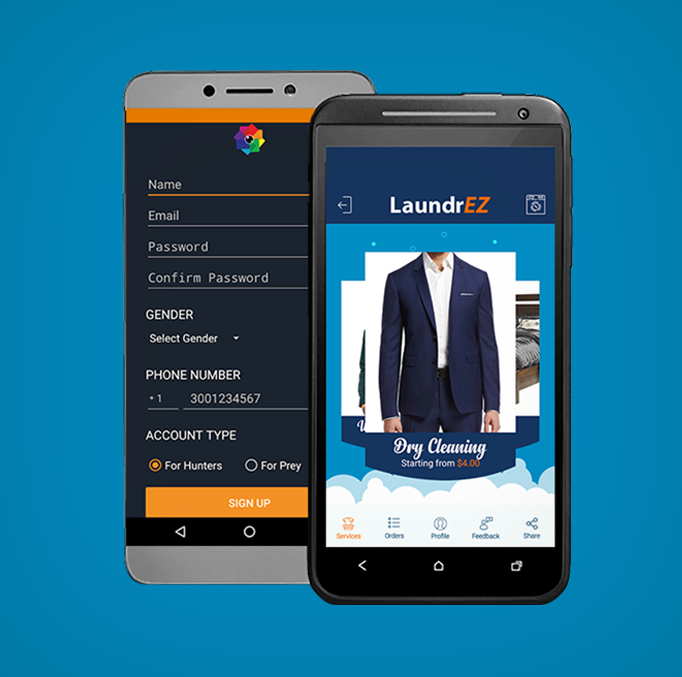 Name
Email
Password
Confirm Password
GENDER
Select Gender
PHONE NUMBER
+1 3001234567
ACCOUNT TYPE
For Hunters For Prey
SIGN UP
LaundrEZ
Dry Cleaning
Starting from $4.00
Services Orders Profile Feedback Share